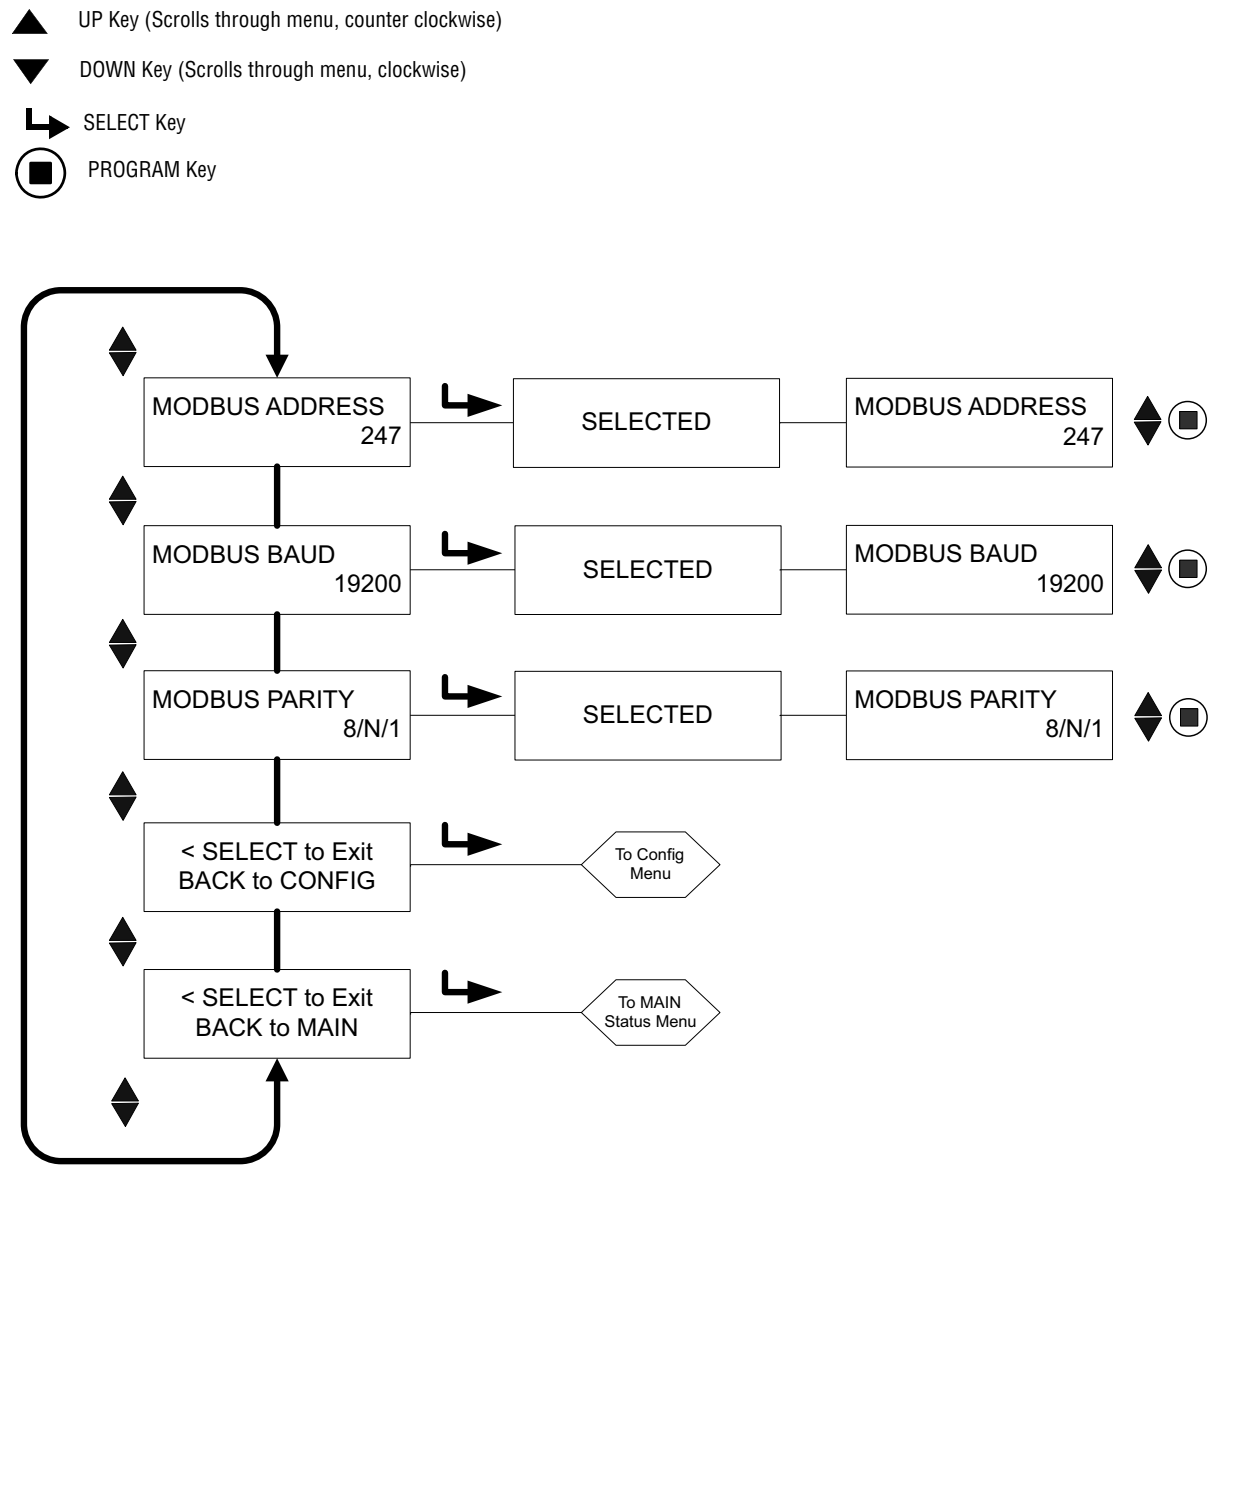 UP Key (Scrolls through menu, counter clockwise)
DOWN Key (Scrolls through menu, clockwise)
SELECT Key
PROGRAM Key
MODBUS ADDRESS
247
SELECTED
MODBUS ADDRESS
247
MODBUS BAUD
19200
SELECTED
MODBUS BAUD
19200
MODBUS PARITY
8/N/1
SELECTED
MODBUS PARITY
8/N/1
< SELECT to Exit
BACK to CONFIG
To Config
Menu
< SELECT to Exit
BACK to MAIN
To MAIN
Status Menu